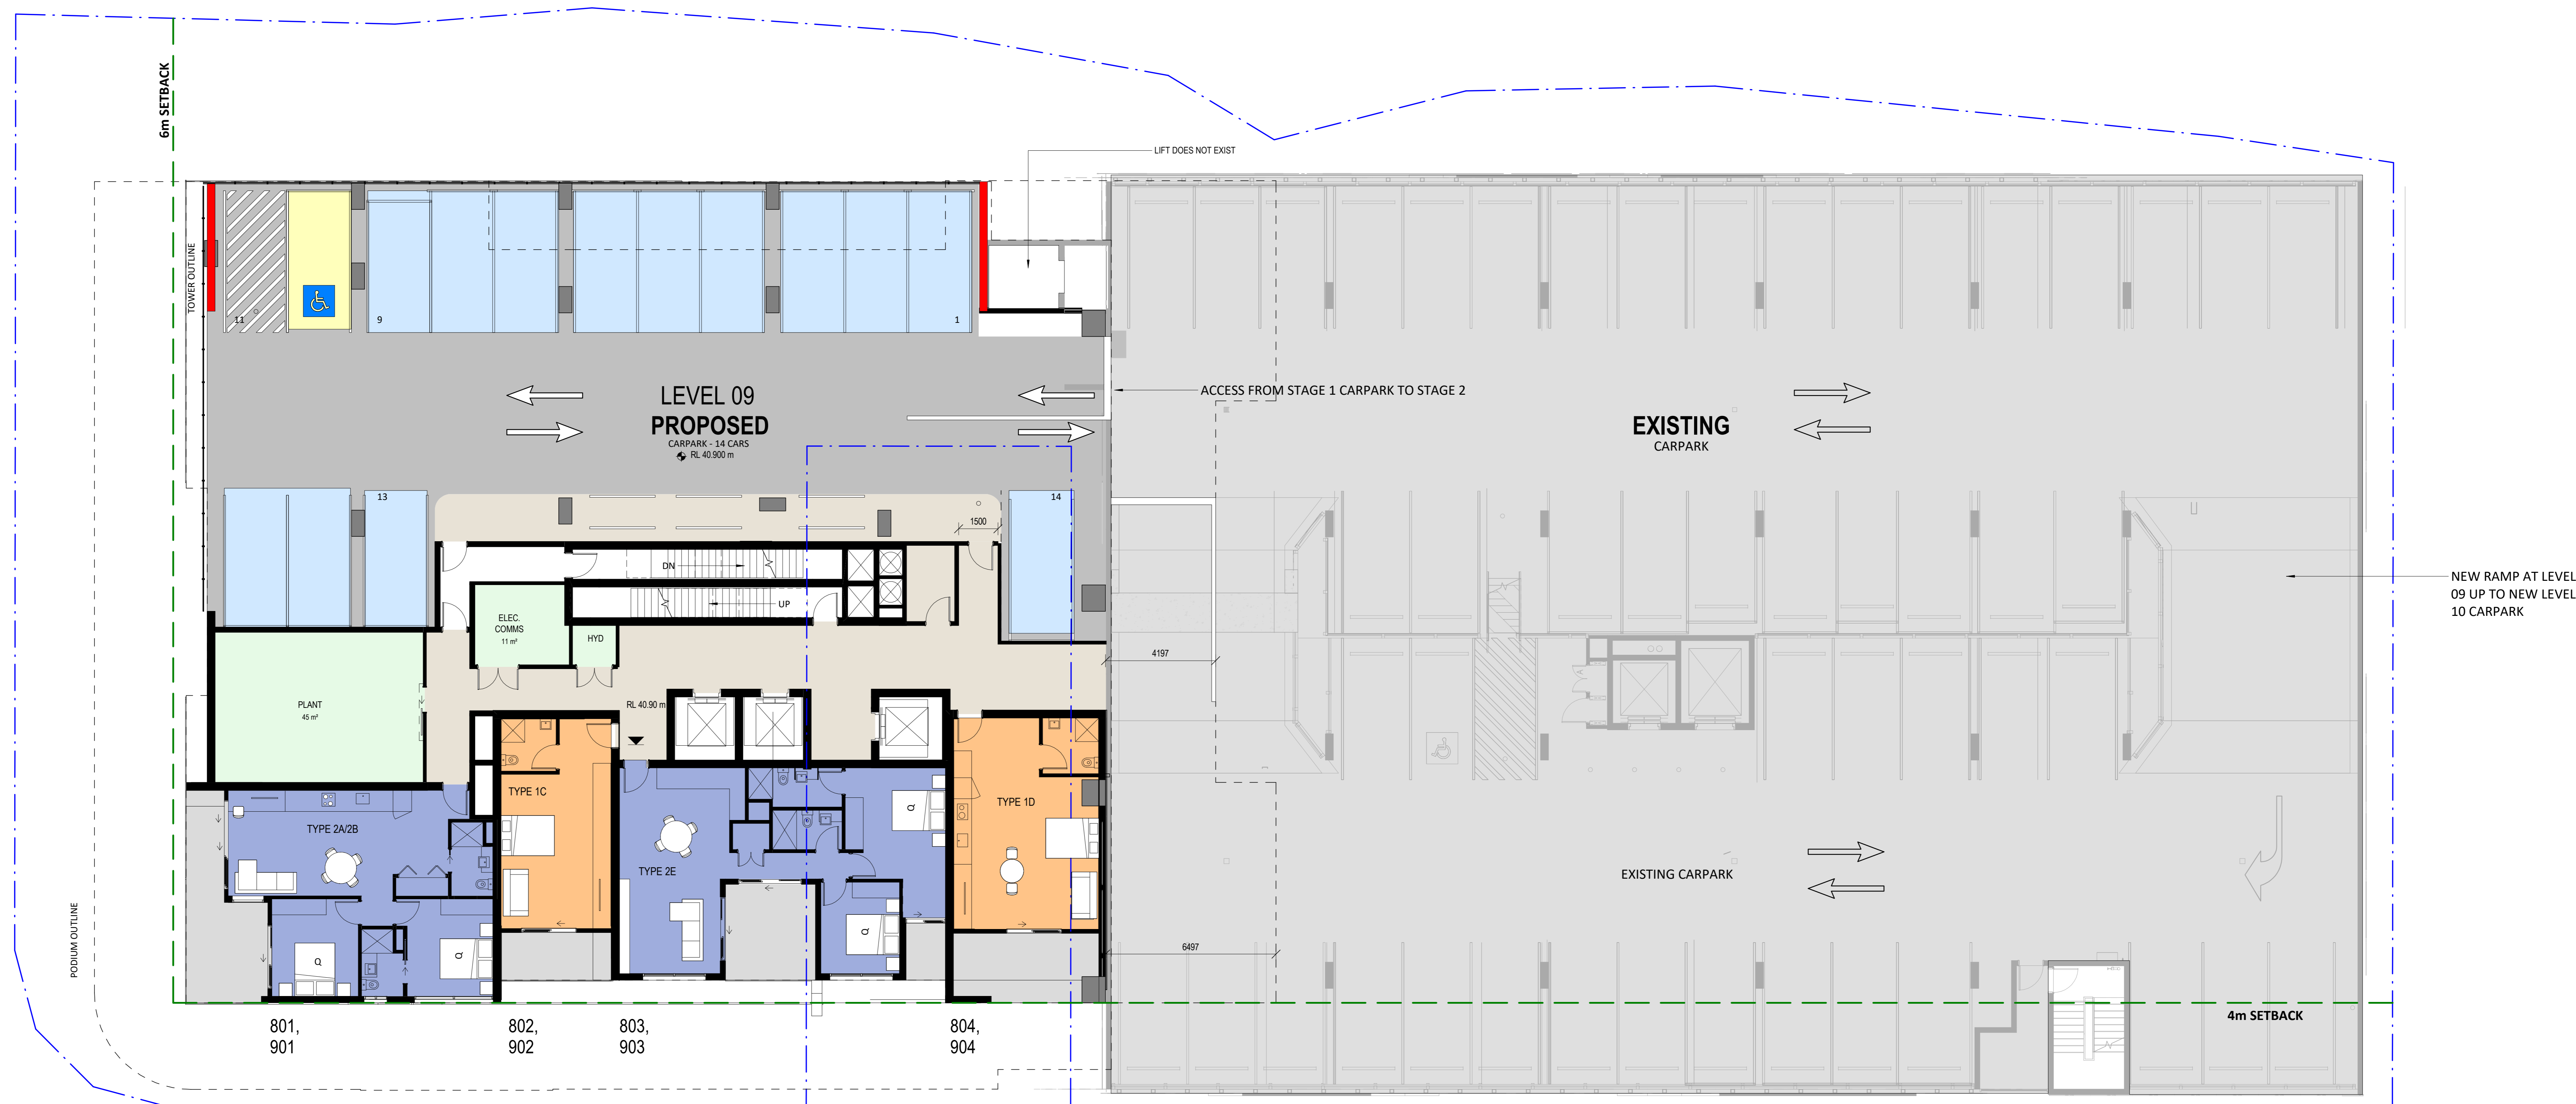 6m SETBACK
LIFT DOES NOT EXIST
TOWER OUTLINE
11
9
1
LEVEL 09
PROPOSED
CARPARK - 14 CARS
RL 40.900 m
ACCESS FROM STAGE 1 CARPARK TO STAGE 2
EXISTING
CARPARK
13
14
1500
DN
UP
ELEC.
COMMS
11 m²
HYD
NEW RAMP AT LEVEL
09 UP TO NEW LEVEL
10 CARPARK
4197
PLANT
45 m²
RL 40.90 m
TYPE 1C
TYPE 1D
TYPE 2A/2B
TYPE 2E
EXISTING CARPARK
PODIUM OUTLINE
Q
Q
Q
Q
6497
801,
901
802,
902
803,
903
804,
904
4m SETBACK